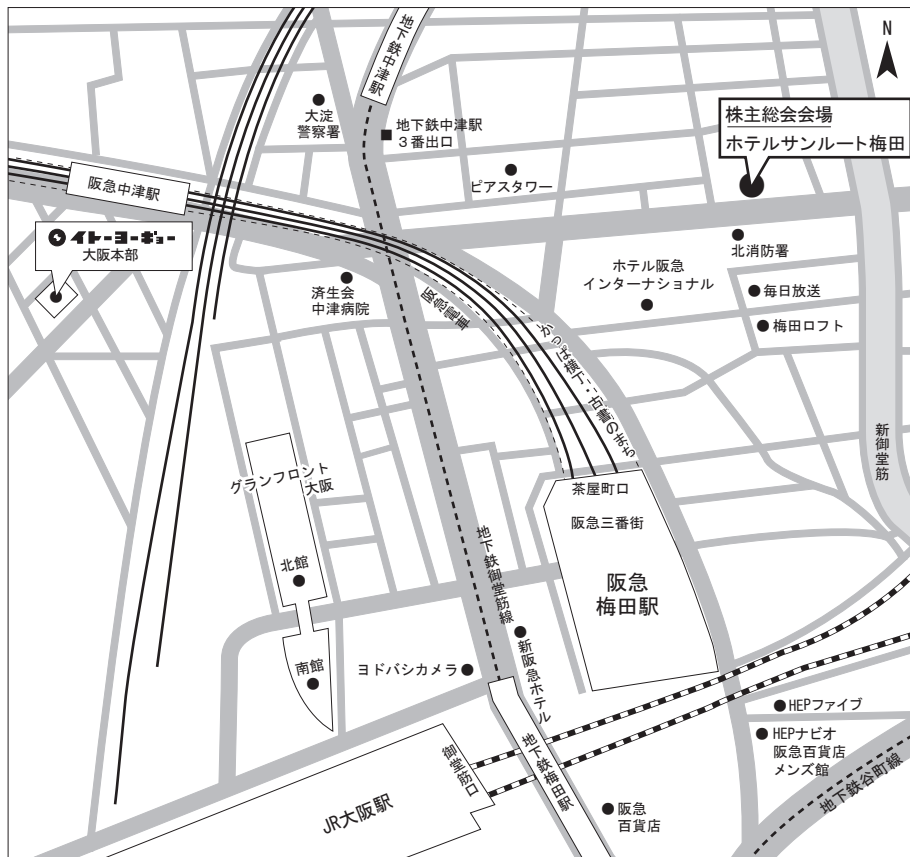 N
地下鉄中津駅
大淀
警察署
地下鉄中津駅
3番出口
株主総会会場
ホテルサンルート梅田
ピアスタワー
阪急中津駅
イトーヨーギョー
大阪本部
北消防署
ホテル阪急
インターナショナル
毎日放送
済生会
中津病院
阪急電車
梅田ロフト
かっぱ横丁・古書のまち
新御堂筋
グランフロント
大阪
茶屋町口
阪急三番街
地下鉄御堂筋線
北館
阪急
梅田駅
新阪急ホテル
南館
ヨドバシカメラ
HEPファイブ
HEPナビオ
阪急百貨店
メンズ館
御堂筋口
地下鉄梅田駅
地下鉄谷町線
JR大阪駅
阪急
百貨店